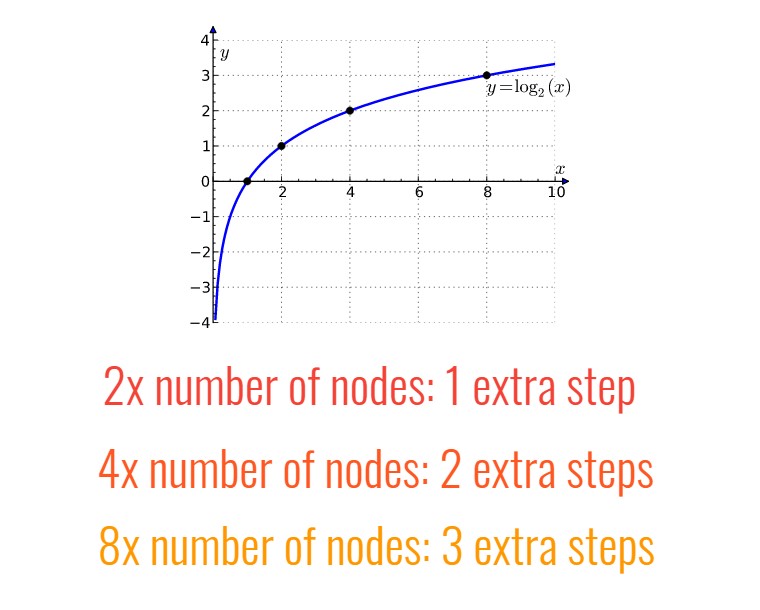 4
y
3
y=log₂(x)
2
1
x
0
2
4
6
8
10
−1
−2
−3
−4
2x number of nodes: 1 extra step
4x number of nodes: 2 extra steps
8x number of nodes: 3 extra steps